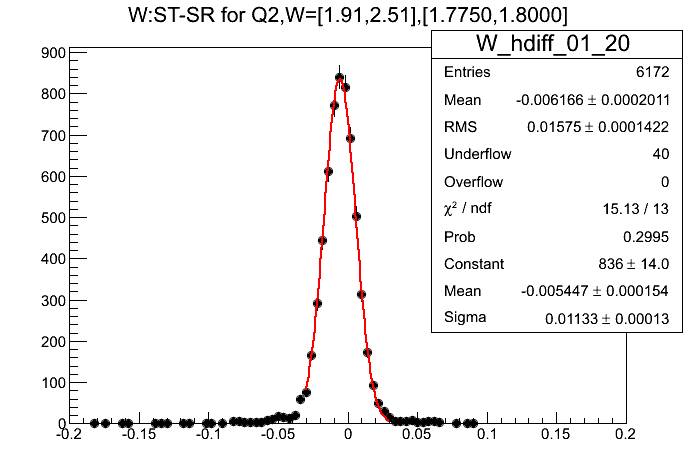 W:ST-SR for Q2,W=[1.91,2.51],[1.7750,1.8000]
W_hdiff_01_20
Entries 6172
Mean -0.006166 ± 0.0002011
RMS 0.01575 ± 0.0001422
Underflow 40
Overflow 0
χ² / ndf 15.13 / 13
Prob 0.2995
Constant 836 ± 14.0
Mean -0.005447 ± 0.000154
Sigma 0.01133 ± 0.00013
900
800
700
600
500
400
300
200
100
0
-0.2 -0.15 -0.1 -0.05 0 0.05 0.1 0.15 0.2